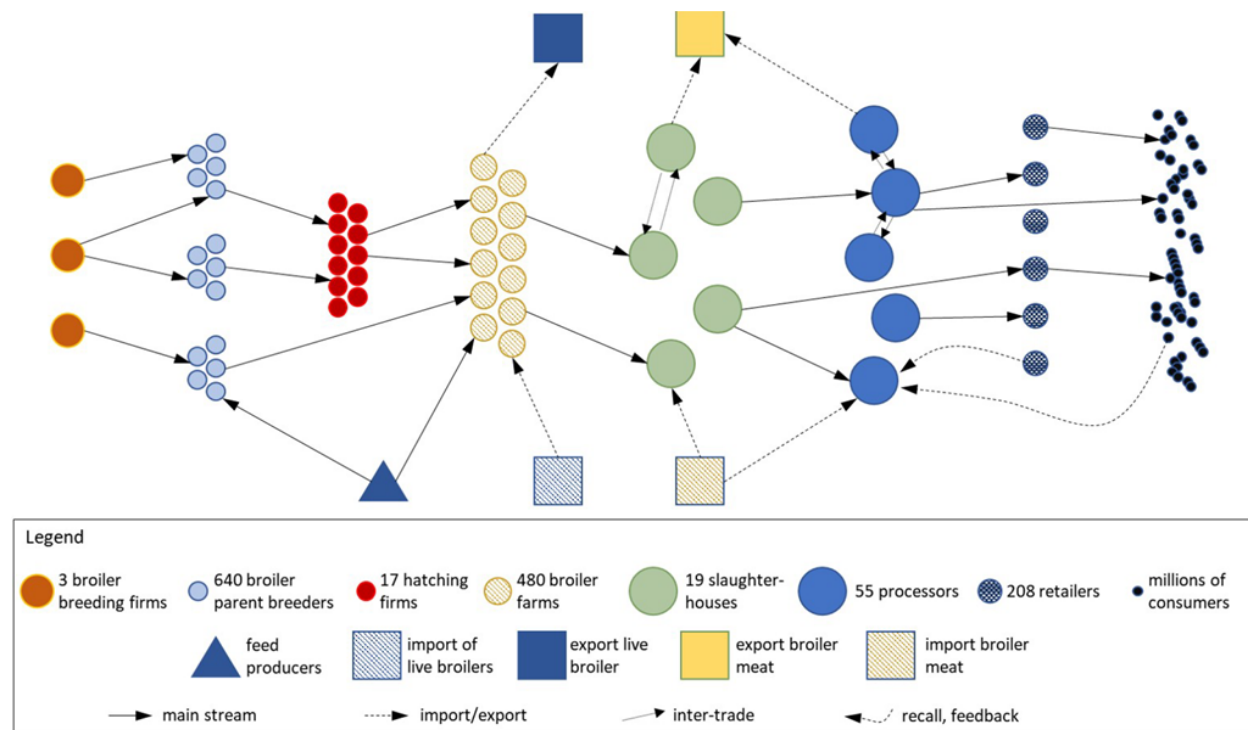 Legend
3 broiler
breeding firms
640 broiler
parent breeders
17 hatching
firms
480 broiler
farms
19 slaughter-
houses
55 processors
208 retailers
millions of
consumers
feed
producers
import of
live broilers
export live
broiler
export broiler
meat
import broiler
meat
main stream
import/export
inter-trade
recall, feedback